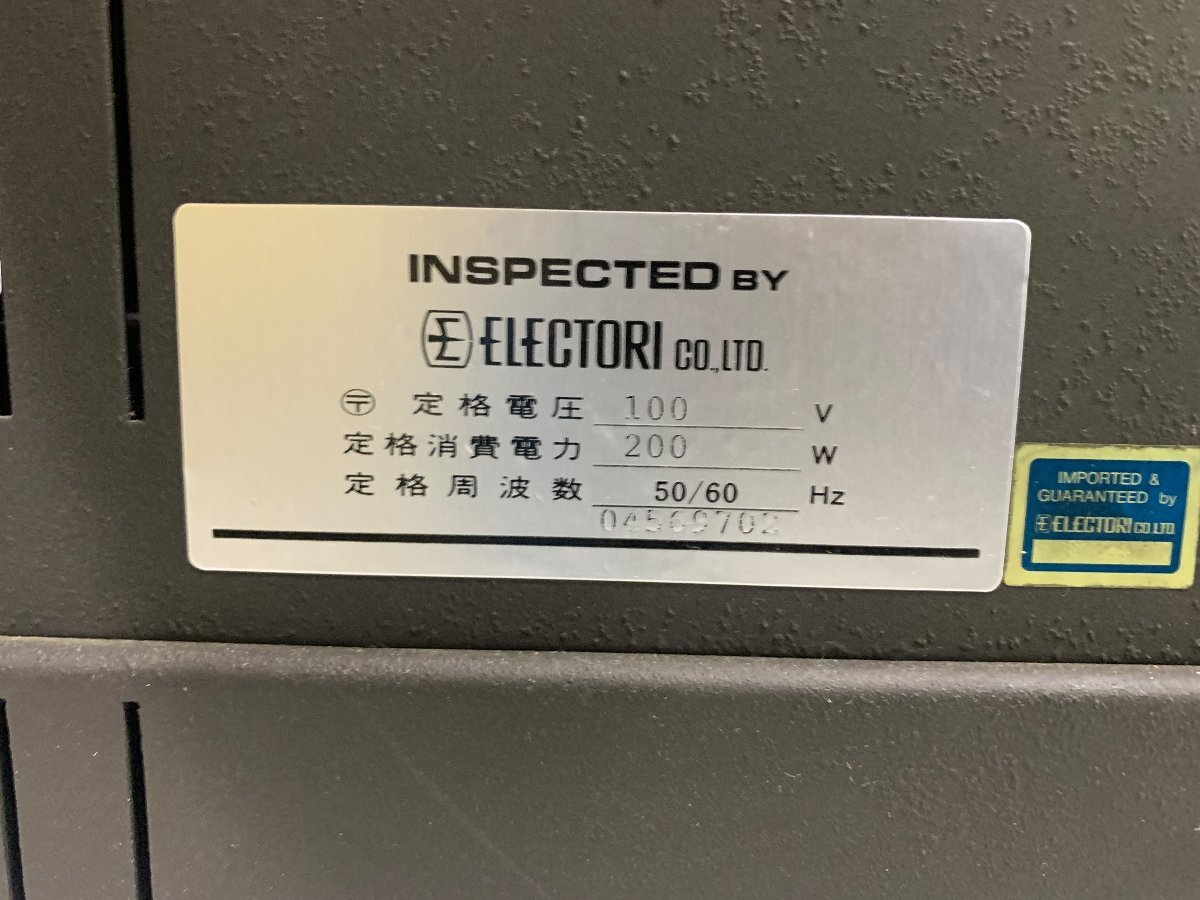 INSPECTED BY
ELECTORI CO.,LTD.
〶 定格電圧 100 V
定格消費電力 200 W
定格周波数 50/60 Hz
04569702
IMPORTED &
GUARANTEED by
ELECTORI CO.,LTD.